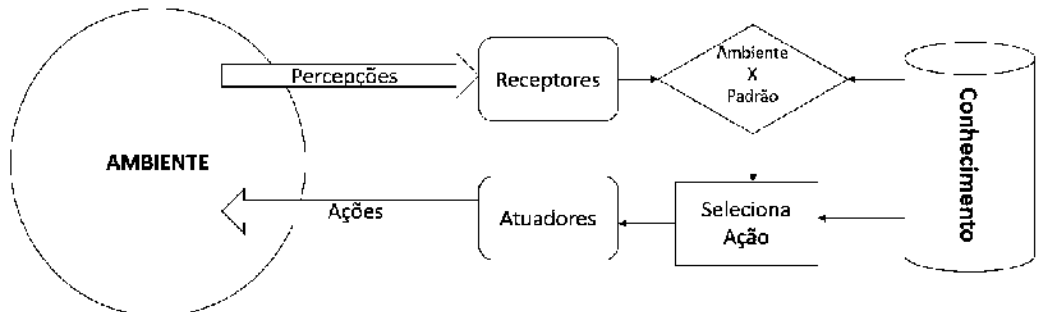 Percepções
Receptores
Ambiente
X
Padrão
Conhecimento
AMBIENTE
Ações
Atuadores
Seleciona
Ação